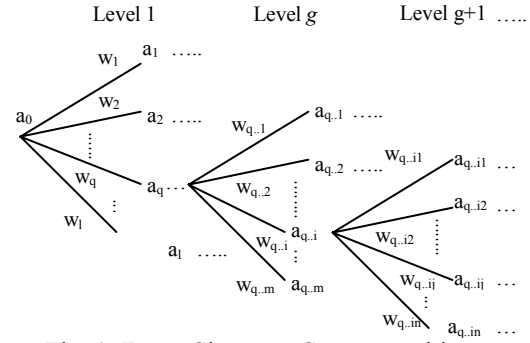 Level 1 Level g Level g+1 .....
w1 a1 .....
a0 w2 a2 .....
wq aq ...
wl al .....
wq..1 aq..1 .....
wq..2 aq..2 .....
wq..i aq..i
wq..m aq..m
wq..i1 aq..i1 ...
wq..i2 aq..i2 ...
wq..ij aq..ij ...
wq..in aq..in ...